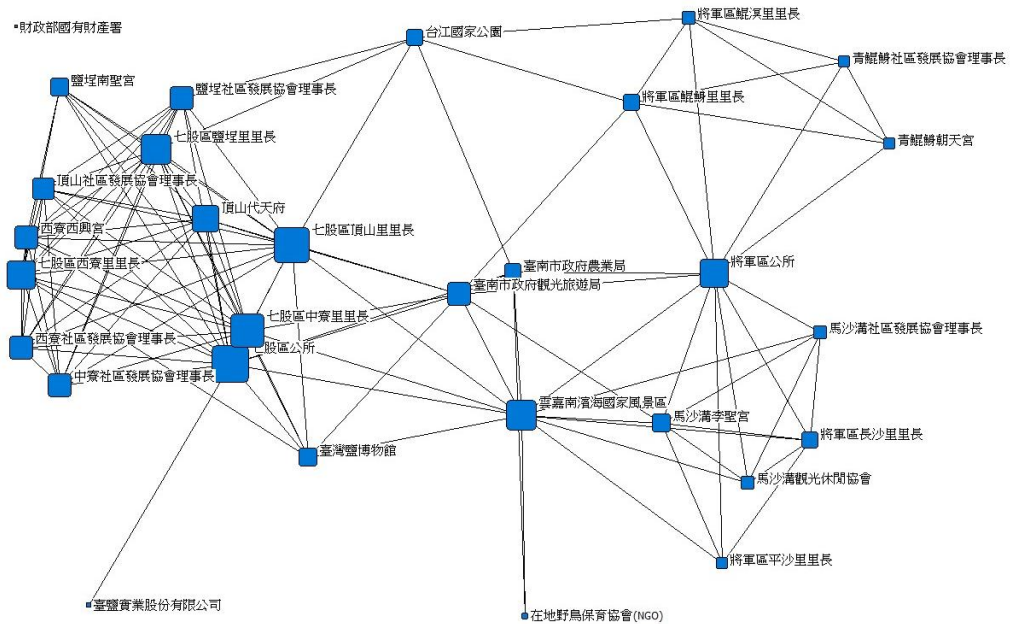 將軍區鯤溟里里長
財政部國有財產署
台江國家公園
青鯤鯓社區發展協會理事長
鹽埕南聖宮
鹽埕社區發展協會理事長
將軍區鯤鯓里里長
七股區鹽埕里里長
青鯤鯓朝天宮
頂山社區發展協會理事長
頂山代天府
西寮西興宮
七股區頂山里里長
七股區西寮里里長
臺南市政府農業局
將軍區公所
臺南市政府觀光旅遊局
七股區中寮里里長
馬沙溝社區發展協會理事長
西寮社區發展協會理事長
七股區公所
中寮社區發展協會理事長
雲嘉南濱海國家風景區
馬沙溝李聖宮
將軍區長沙里里長
臺灣鹽博物館
馬沙溝觀光休閒協會
將軍區平沙里里長
臺鹽實業股份有限公司
在地野鳥保育協會(NGO)